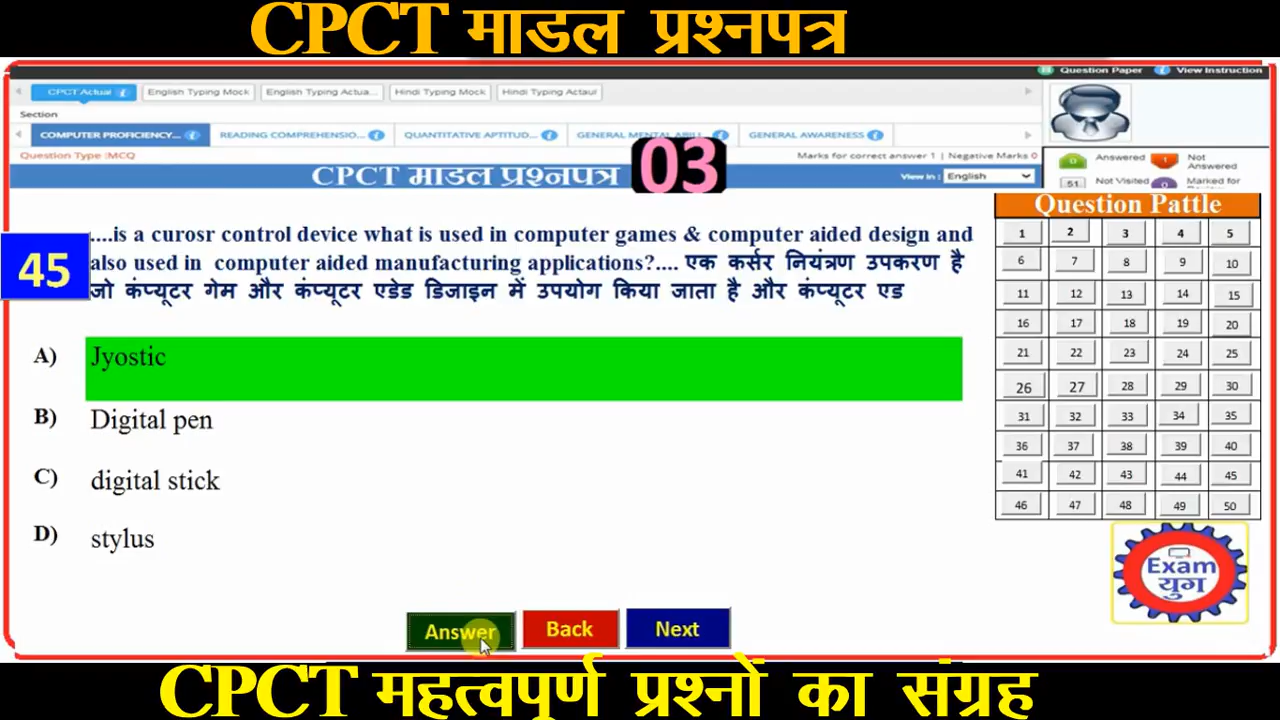 CPCT माडल प्रश्नपत्र
Question Paper View Instruction
CPCT Actual English Typing Mock English Typing Actua... Hindi Typing Mock Hindi Typing Actaul
Section
COMPUTER PROFICIENCY... READING COMPREHENSIO... QUANTITATIVE APTITUD... GENERAL MENTAL ABILI... GENERAL AWARENESS
Question Type :MCQ Marks for correct answer 1 | Negative Marks 0
CPCT माडल प्रश्नपत्र 03 View in : English
0 Answered 1 Not Answered
51 Not Visited 0 Marked for
Question Pattle
45
....is a curosr control device what is used in computer games & computer aided design and
also used in computer aided manufacturing applications?.... एक कर्सर नियंत्रण उपकरण है
जो कंप्यूटर गेम और कंप्यूटर एडेड डिजाइन में उपयोग किया जाता है और कंप्यूटर एड
A) Jyostic
B) Digital pen
C) digital stick
D) stylus
1 2 3 4 5
6 7 8 9 10
11 12 13 14 15
16 17 18 19 20
21 22 23 24 25
26 27 28 29 30
31 32 33 34 35
36 37 38 39 40
41 42 43 44 45
46 47 48 49 50
Exam
युग
Answer Back Next
CPCT महत्वपूर्ण प्रश्नों का संग्रह